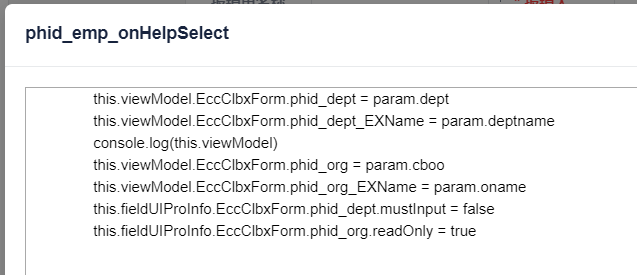 phid_emp_onHelpSelect
this.viewModel.EccClbxForm.phid_dept = param.dept
this.viewModel.EccClbxForm.phid_dept_EXName = param.deptname
console.log(this.viewModel)
this.viewModel.EccClbxForm.phid_org = param.cboo
this.viewModel.EccClbxForm.phid_org_EXName = param.oname
this.fieldUIProInfo.EccClbxForm.phid_dept.mustInput = false
this.fieldUIProInfo.EccClbxForm.phid_org.readOnly = true